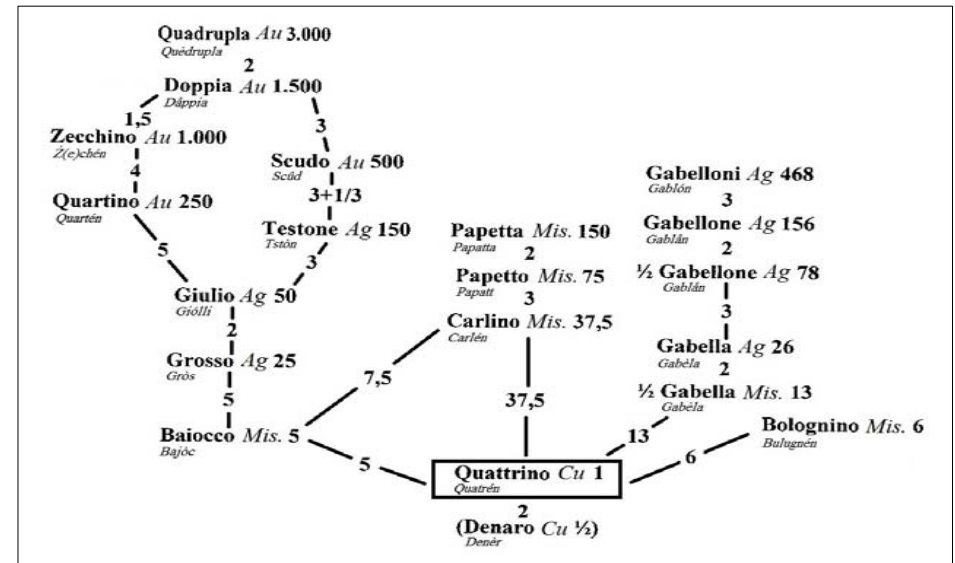 Quadrupla Au 3.000
Quèdrupla
2
Doppia Au 1.500
Dåppia
1,5
3
Zecchino Au 1.000
Ż(e)chén
4
Scudo Au 500
Scûd
3+1/3
Quartino Au 250
Quartén
5
Testone Ag 150
Tstòn
3
Giulio Ag 50
Giólli
2
Grosso Ag 25
Gròs
5
Baiocco Mis. 5
Bajòc
Papetta Mis. 150
Papatta
2
Papetto Mis. 75
Papatt
3
Carlino Mis. 37,5
Carlén
7,5
37,5
5
Gabelloni Ag 468
Gablón
3
Gabellone Ag 156
Gablån
2
½ Gabellone Ag 78
Gablån
3
Gabella Ag 26
Gabèla
2
½ Gabella Mis. 13
Gabèla
13
Bolognino Mis. 6
Bulugnén
6
Quattrino Cu 1
Quatrén
2
(Denaro Cu ½)
Denèr